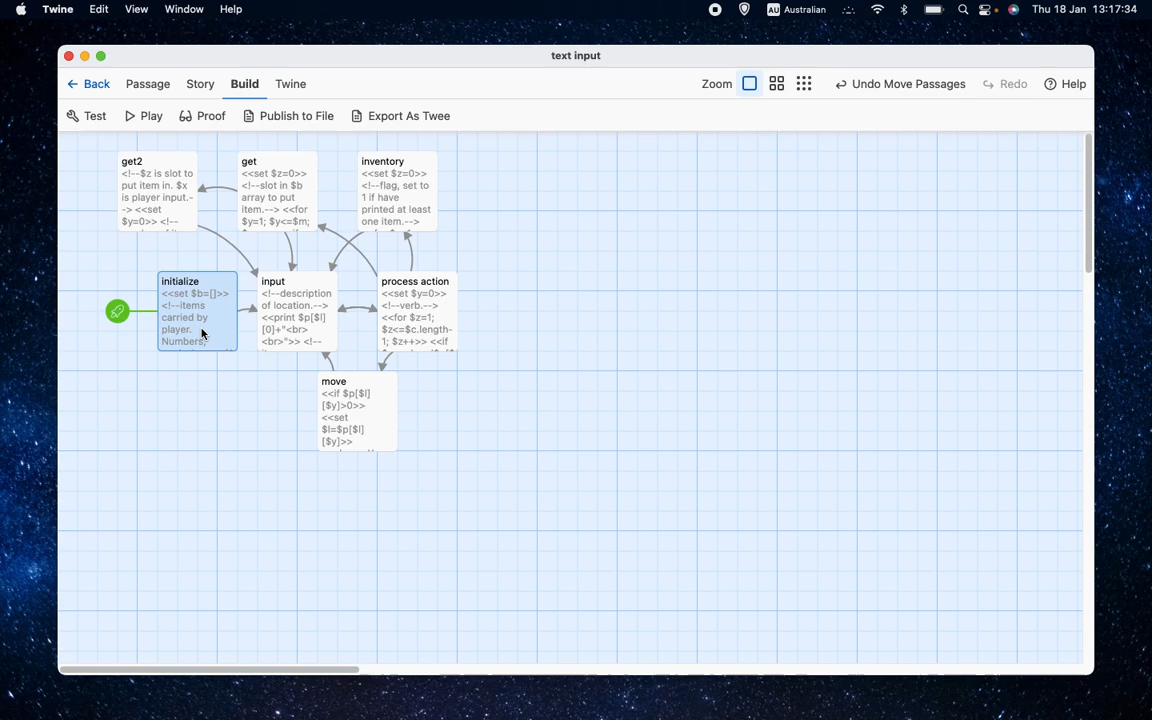 Twine Edit View Window Help AU Australian Thu 18 Jan 13:17:34
text input
Back Passage Story Build Twine Zoom Undo Move Passages Redo Help
Test Play Proof Publish to File Export As Twee
get2
<!--$z is slot to
put item in. $x
is player input.-
-> <<set
$y=0>> <!--
get
<<set $z=0>>
<!--slot in $b
array to put
item.--> <<for
$y=1; $y<=$m;
inventory
<<set $z=0>>
<!--flag, set to
1 if have
printed at least
one item.-->
initialize
<<set $b=[]>>
<!--items
carried by
player.
Numbers,
input
<!--description
of location.-->
<<print $p[$l]
[0]+"<br>
<br>">> <!--
process action
<<set $y=0>>
<!--verb.-->
<<for $z=1;
$z<=$c.length-
1; $z++>> <<if
move
<<if $p[$l]
[$y]>0>>
<<set
$l=$p[$l]
[$y]>>